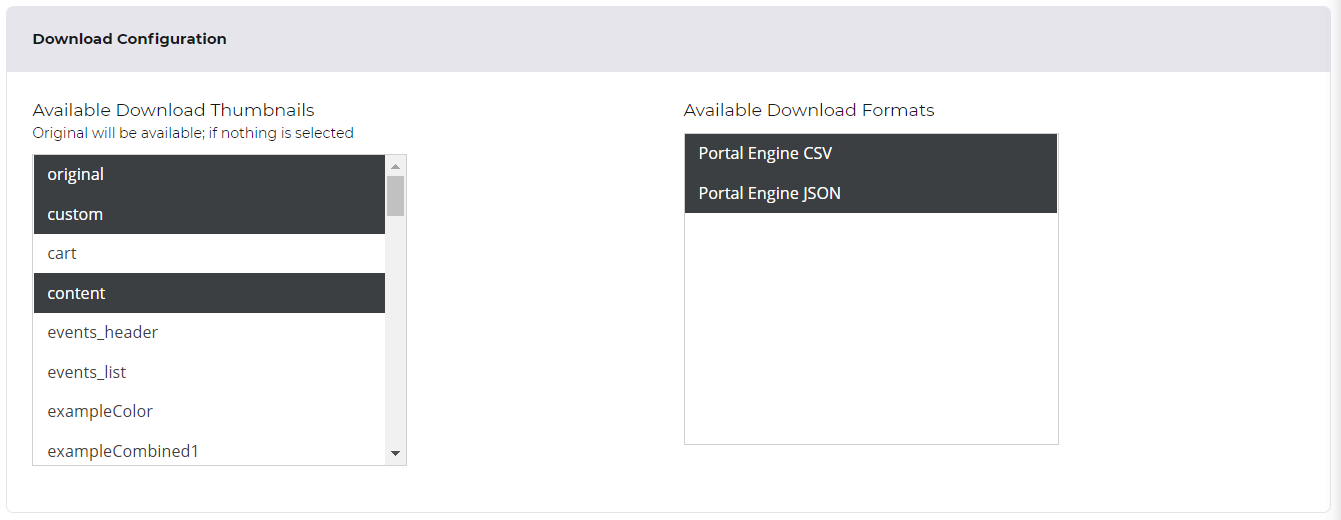 Download Configuration
Available Download Thumbnails
Original will be available; if nothing is selected
original
custom
cart
content
events_header
events_list
exampleColor
exampleCombined1
Available Download Formats
Portal Engine CSV
Portal Engine JSON